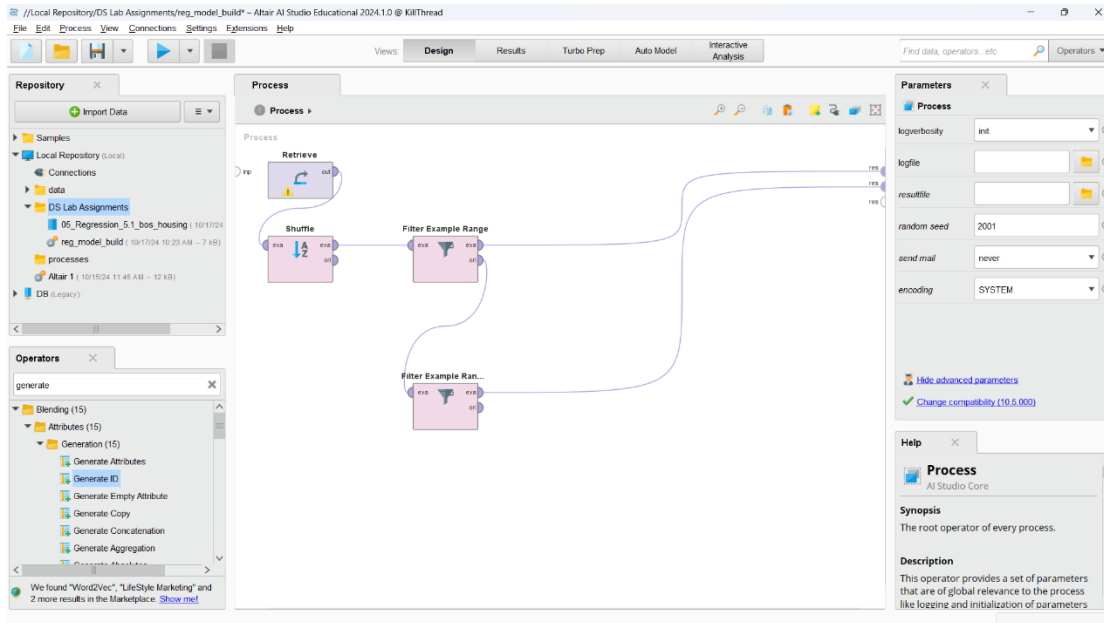 //Local Repository/DS Lab Assignments/reg_model_build* – Altair AI Studio Educational 2024.1.0 @ KillThread
File Edit Process View Connections Settings Extensions Help
Views: Design Results Turbo Prep Auto Model Interactive Analysis
Find data, operators...etc Operators
Repository
Import Data
Samples
Local Repository (Local)
Connections
data
DS Lab Assignments
05_Regression_5.1_bos_housing ( 10/17/24
reg_model_build ( 10/17/24 10:23 AM – 7 kB)
processes
Altair 1 ( 10/15/24 11:45 AM – 12 kB)
DB (Legacy)
Operators
generate
Blending (15)
Attributes (15)
Generation (15)
Generate Attributes
Generate ID
Generate Empty Attribute
Generate Copy
Generate Concatenation
Generate Aggregation
We found "Word2Vec", "LifeStyle Marketing" and
2 more results in the Marketplace. Show me!
Process
Process
Process
inp
Retrieve
out
Shuffle
exa exa
ori
Filter Example Range
exa exa
ori
Filter Example Ran...
exa exa
ori
res
res
res
Parameters
Process
logverbosity init
logfile
resultfile
random seed 2001
send mail never
encoding SYSTEM
Hide advanced parameters
Change compatibility (10.5.000)
Help
Process
AI Studio Core
Synopsis
The root operator of every process.
Description
This operator provides a set of parameters
that are of global relevance to the process
like logging and initialization of parameters